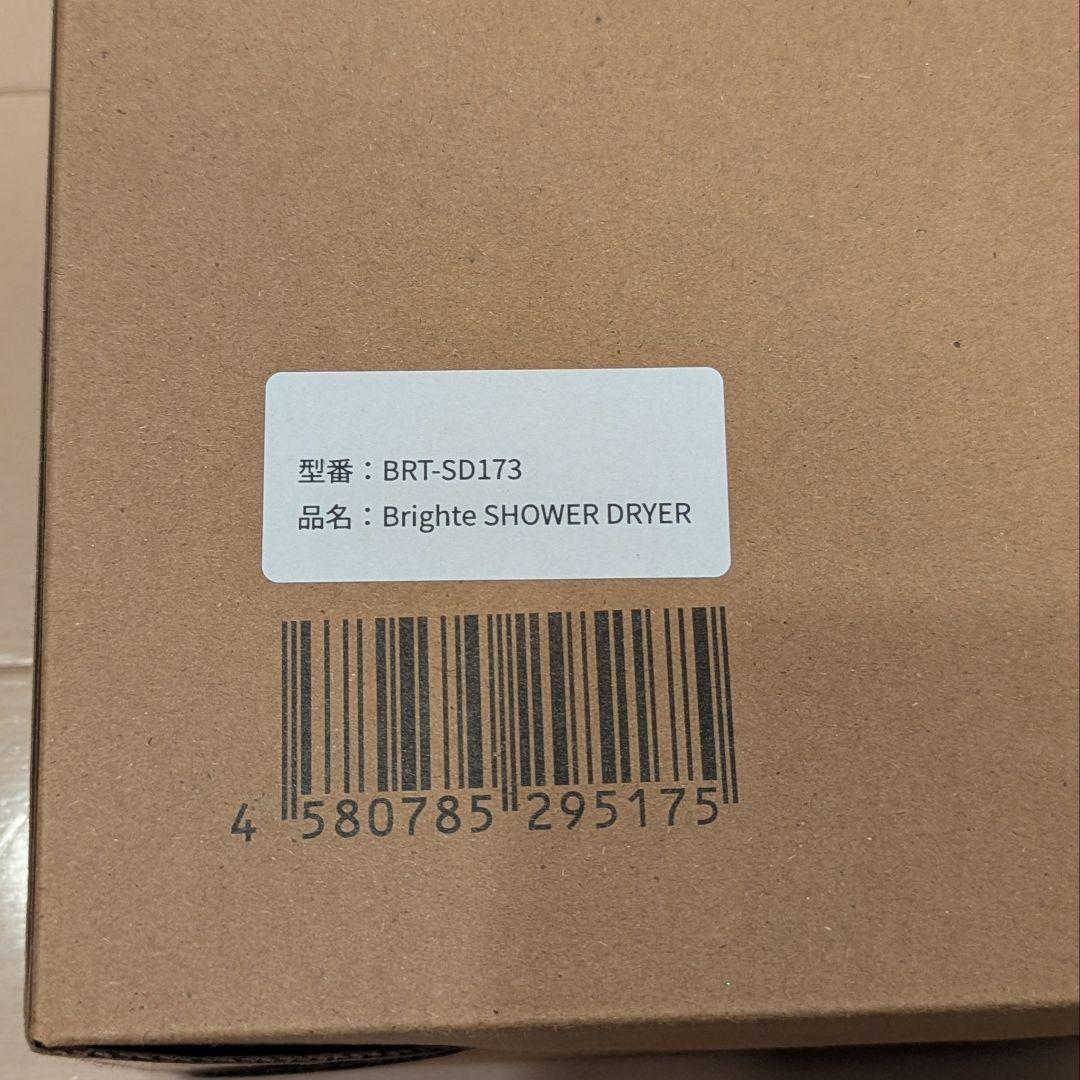 型番：BRT-SD173
品名：Brighte SHOWER DRYER
4 580785 295175